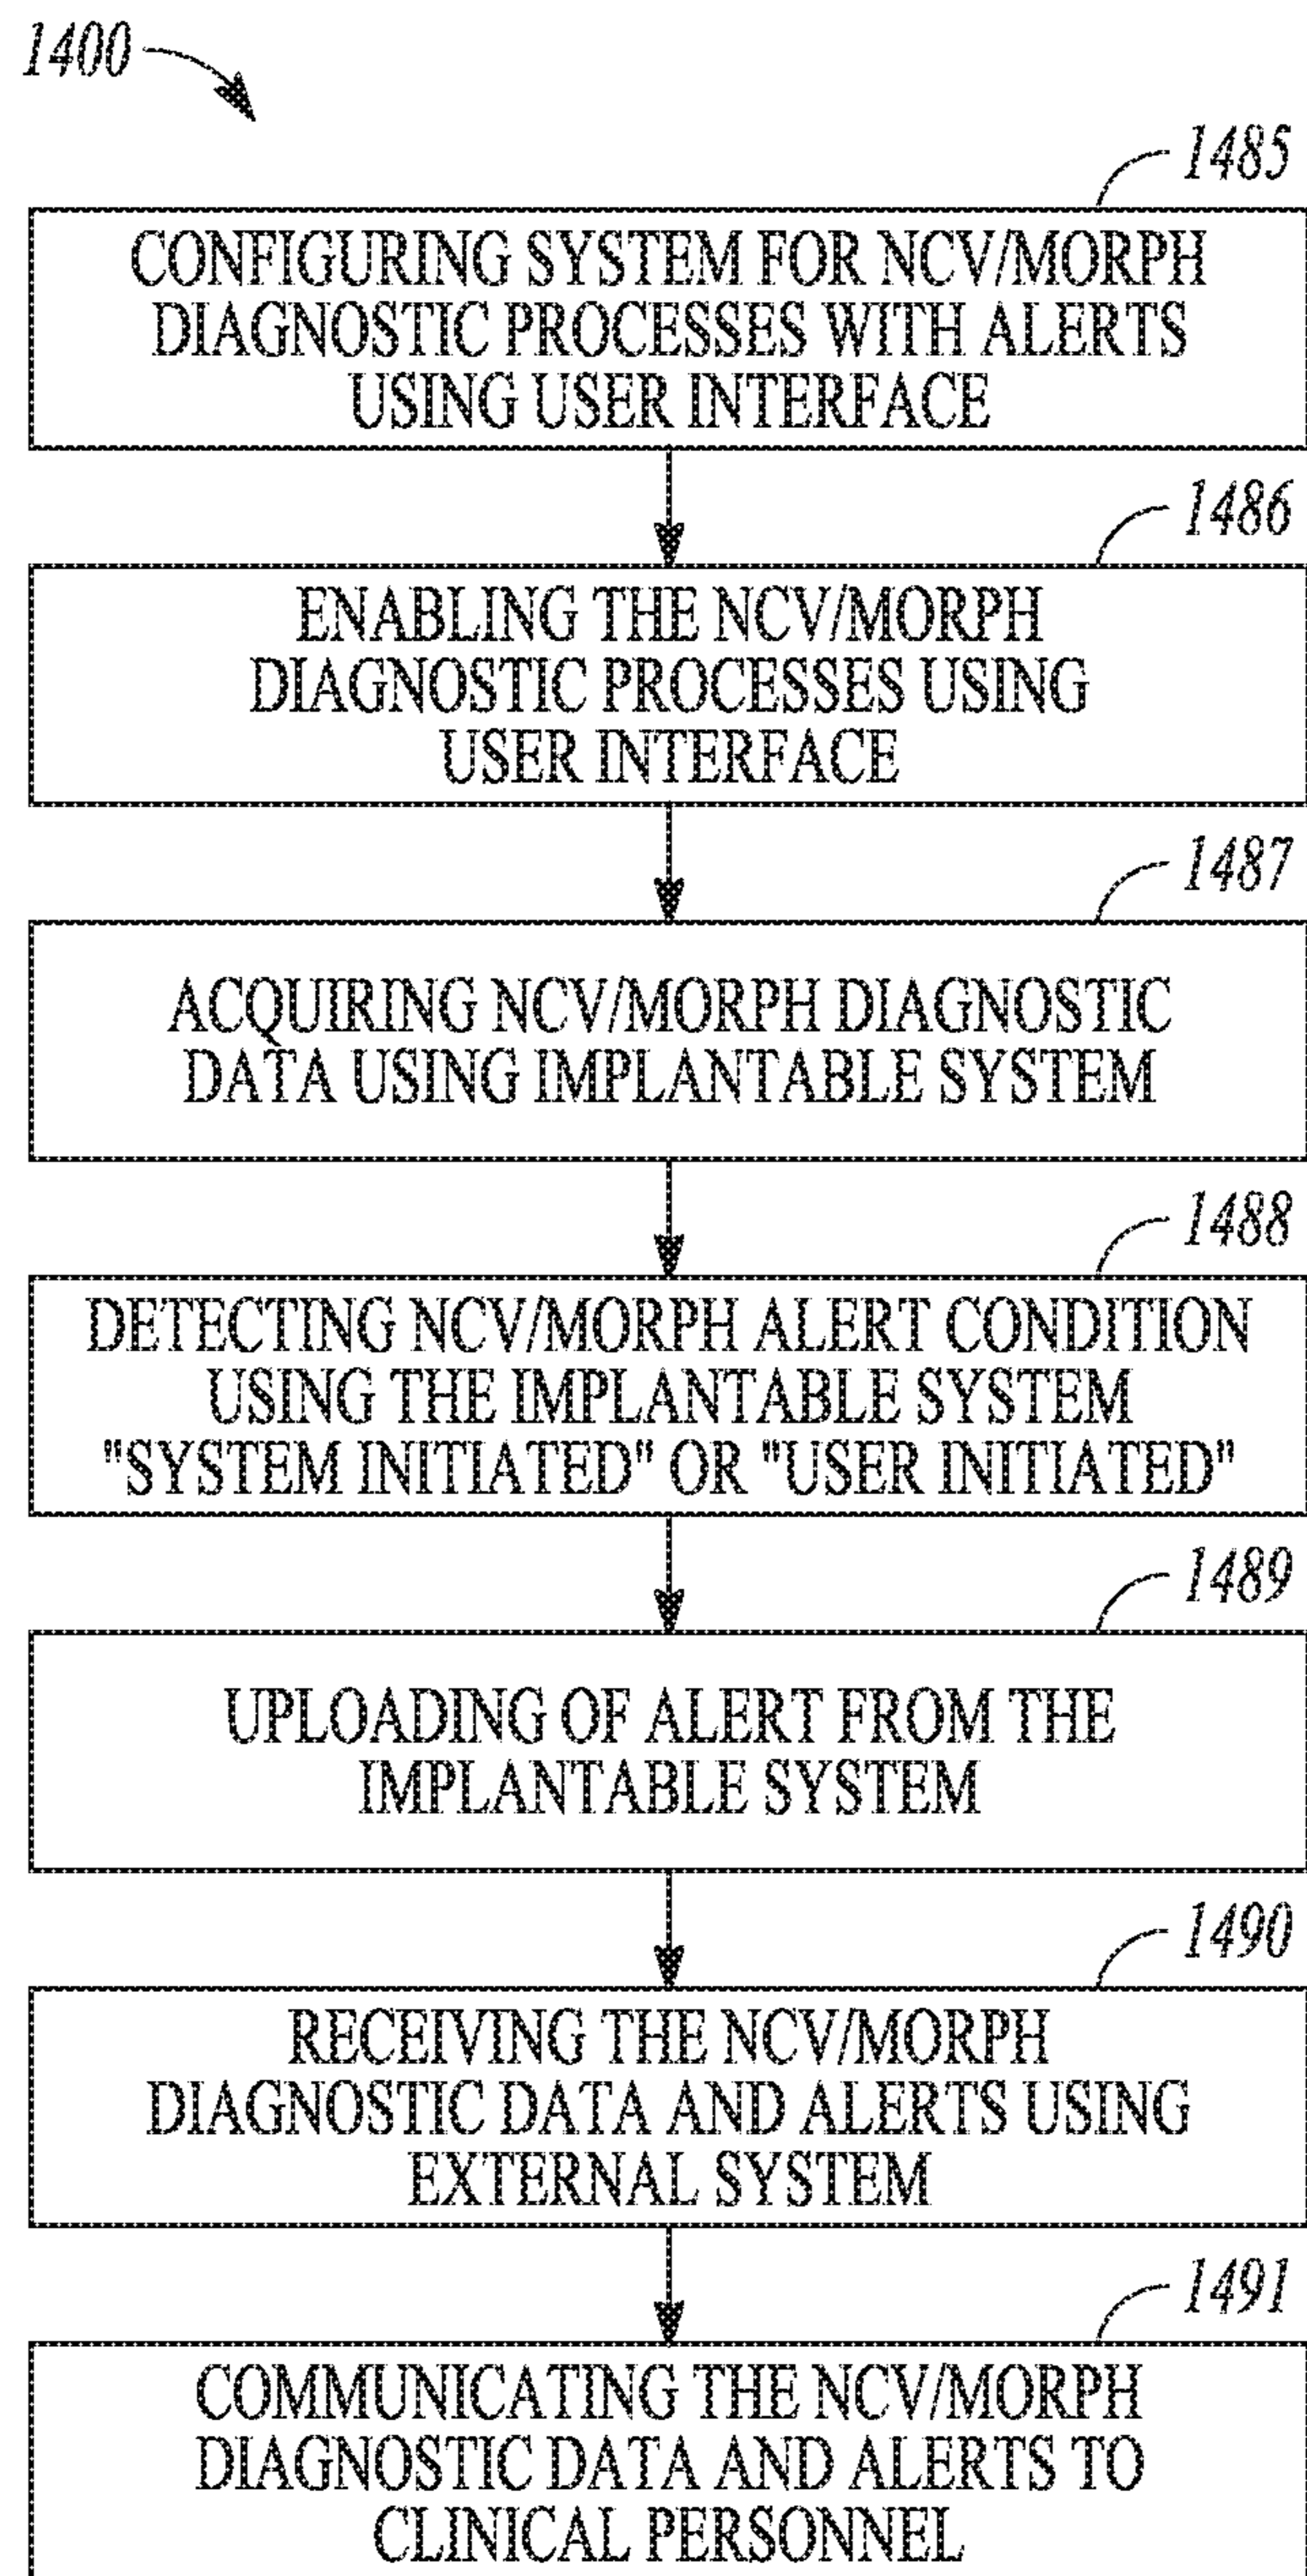 1400
1485
CONFIGURING SYSTEM FOR NCV/MORPH
DIAGNOSTIC PROCESSES WITH ALERTS
USING USER INTERFACE
1486
ENABLING THE NCV/MORPH
DIAGNOSTIC PROCESSES USING
USER INTERFACE
1487
ACQUIRING NCV/MORPH DIAGNOSTIC
DATA USING IMPLANTABLE SYSTEM
1488
DETECTING NCV/MORPH ALERT CONDITION
USING THE IMPLANTABLE SYSTEM
"SYSTEM INITIATED" OR "USER INITIATED"
1489
UPLOADING OF ALERT FROM THE
IMPLANTABLE SYSTEM
1490
RECEIVING THE NCV/MORPH
DIAGNOSTIC DATA AND ALERTS USING
EXTERNAL SYSTEM
1491
COMMUNICATING THE NCV/MORPH
DIAGNOSTIC DATA AND ALERTS TO
CLINICAL PERSONNEL